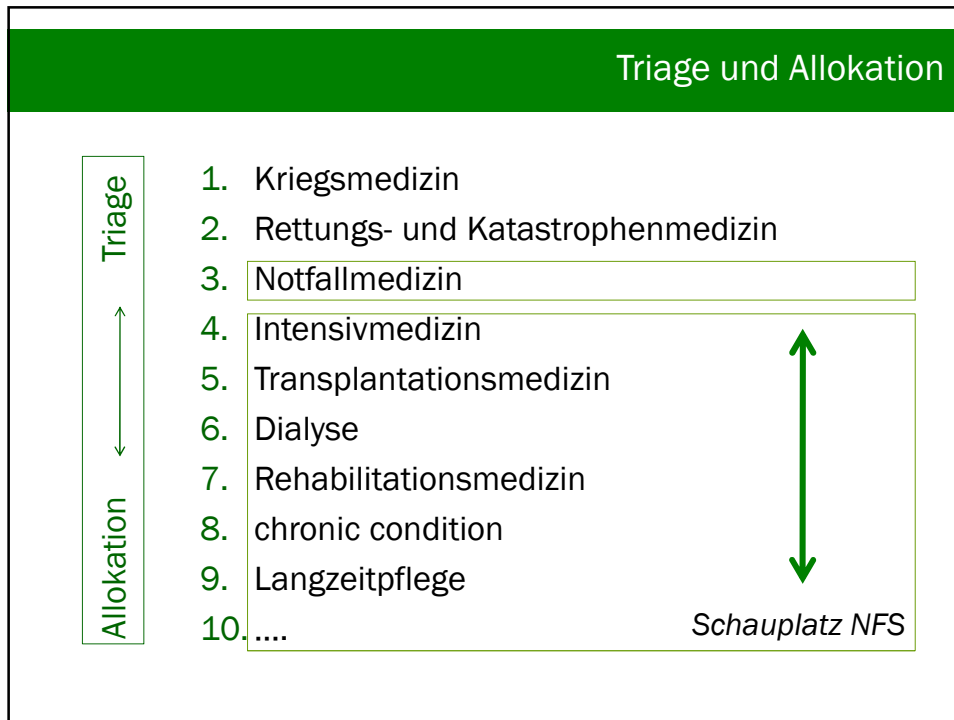 Triage und Allokation
Triage
Allokation
1. Kriegsmedizin
2. Rettungs- und Katastrophenmedizin
3. Notfallmedizin
4. Intensivmedizin
5. Transplantationsmedizin
6. Dialyse
7. Rehabilitationsmedizin
8. chronic condition
9. Langzeitpflege
10. ....
Schauplatz NFS